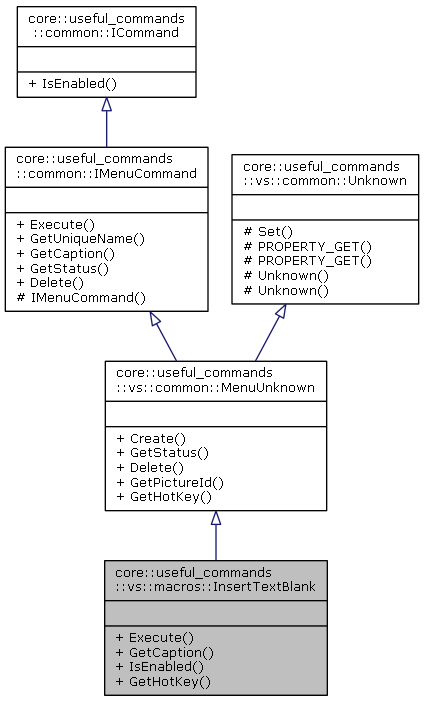 core::useful_commands
::common::ICommand
+ IsEnabled()
core::useful_commands
::common::IMenuCommand
+ Execute()
+ GetUniqueName()
+ GetCaption()
+ GetStatus()
+ Delete()
# IMenuCommand()
core::useful_commands
::vs::common::Unknown
# Set()
# PROPERTY_GET()
# PROPERTY_GET()
# Unknown()
# Unknown()
core::useful_commands
::vs::common::MenuUnknown
+ Create()
+ GetStatus()
+ Delete()
+ GetPictureId()
+ GetHotKey()
core::useful_commands
::vs::macros::InsertTextBlank
+ Execute()
+ GetCaption()
+ IsEnabled()
+ GetHotKey()